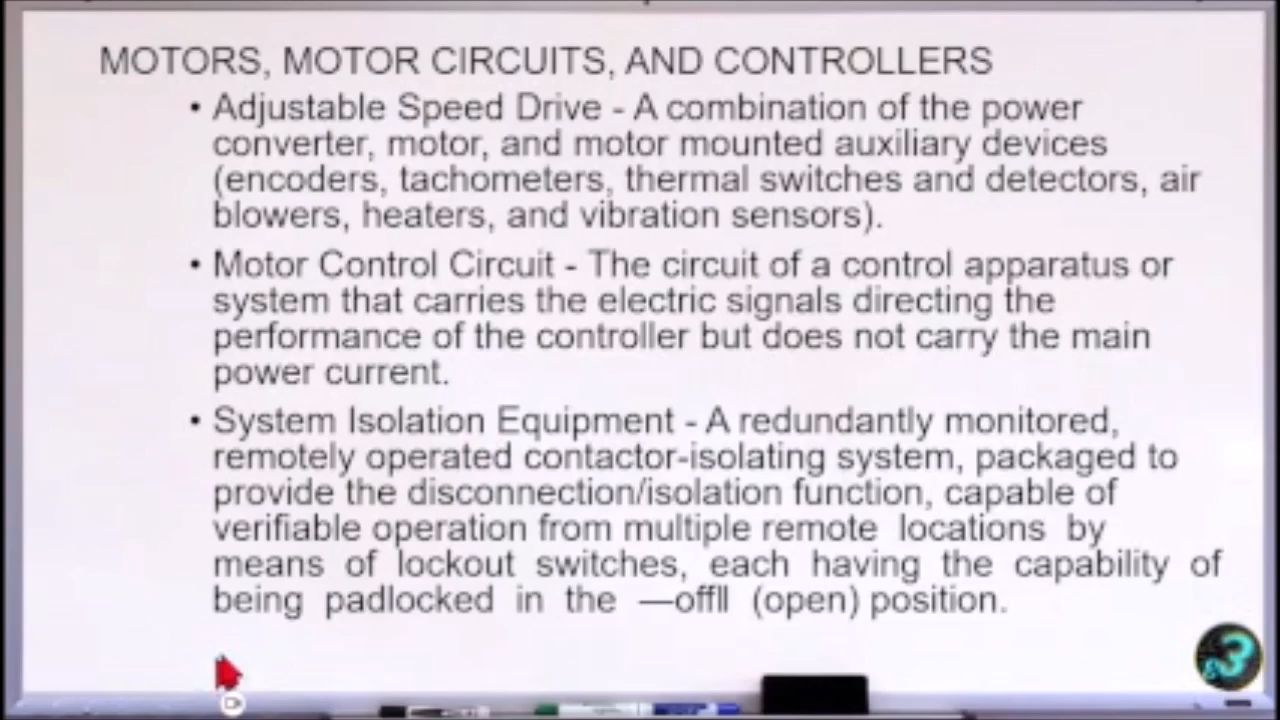 MOTORS, MOTOR CIRCUITS, AND CONTROLLERS
• Adjustable Speed Drive - A combination of the power
converter, motor, and motor mounted auxiliary devices
(encoders, tachometers, thermal switches and detectors, air
blowers, heaters, and vibration sensors).
• Motor Control Circuit - The circuit of a control apparatus or
system that carries the electric signals directing the
performance of the controller but does not carry the main
power current.
• System Isolation Equipment - A redundantly monitored,
remotely operated contactor-isolating system, packaged to
provide the disconnection/isolation function, capable of
verifiable operation from multiple remote locations by
means of lockout switches, each having the capability of
being padlocked in the —offll (open) position.